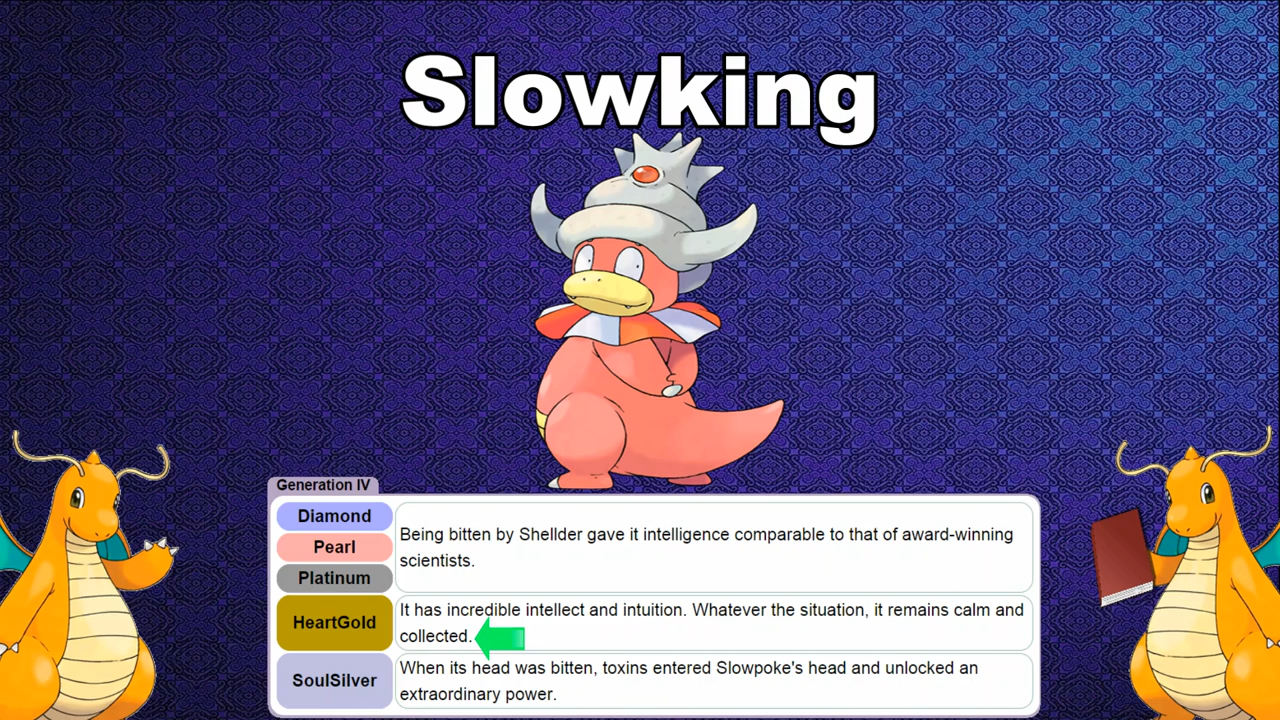 Slowking
Generation IV
Diamond
Pearl
Platinum
Being bitten by Shellder gave it intelligence comparable to that of award-winning
scientists.
HeartGold
It has incredible intellect and intuition. Whatever the situation, it remains calm and
collected.
SoulSilver
When its head was bitten, toxins entered Slowpoke's head and unlocked an
extraordinary power.